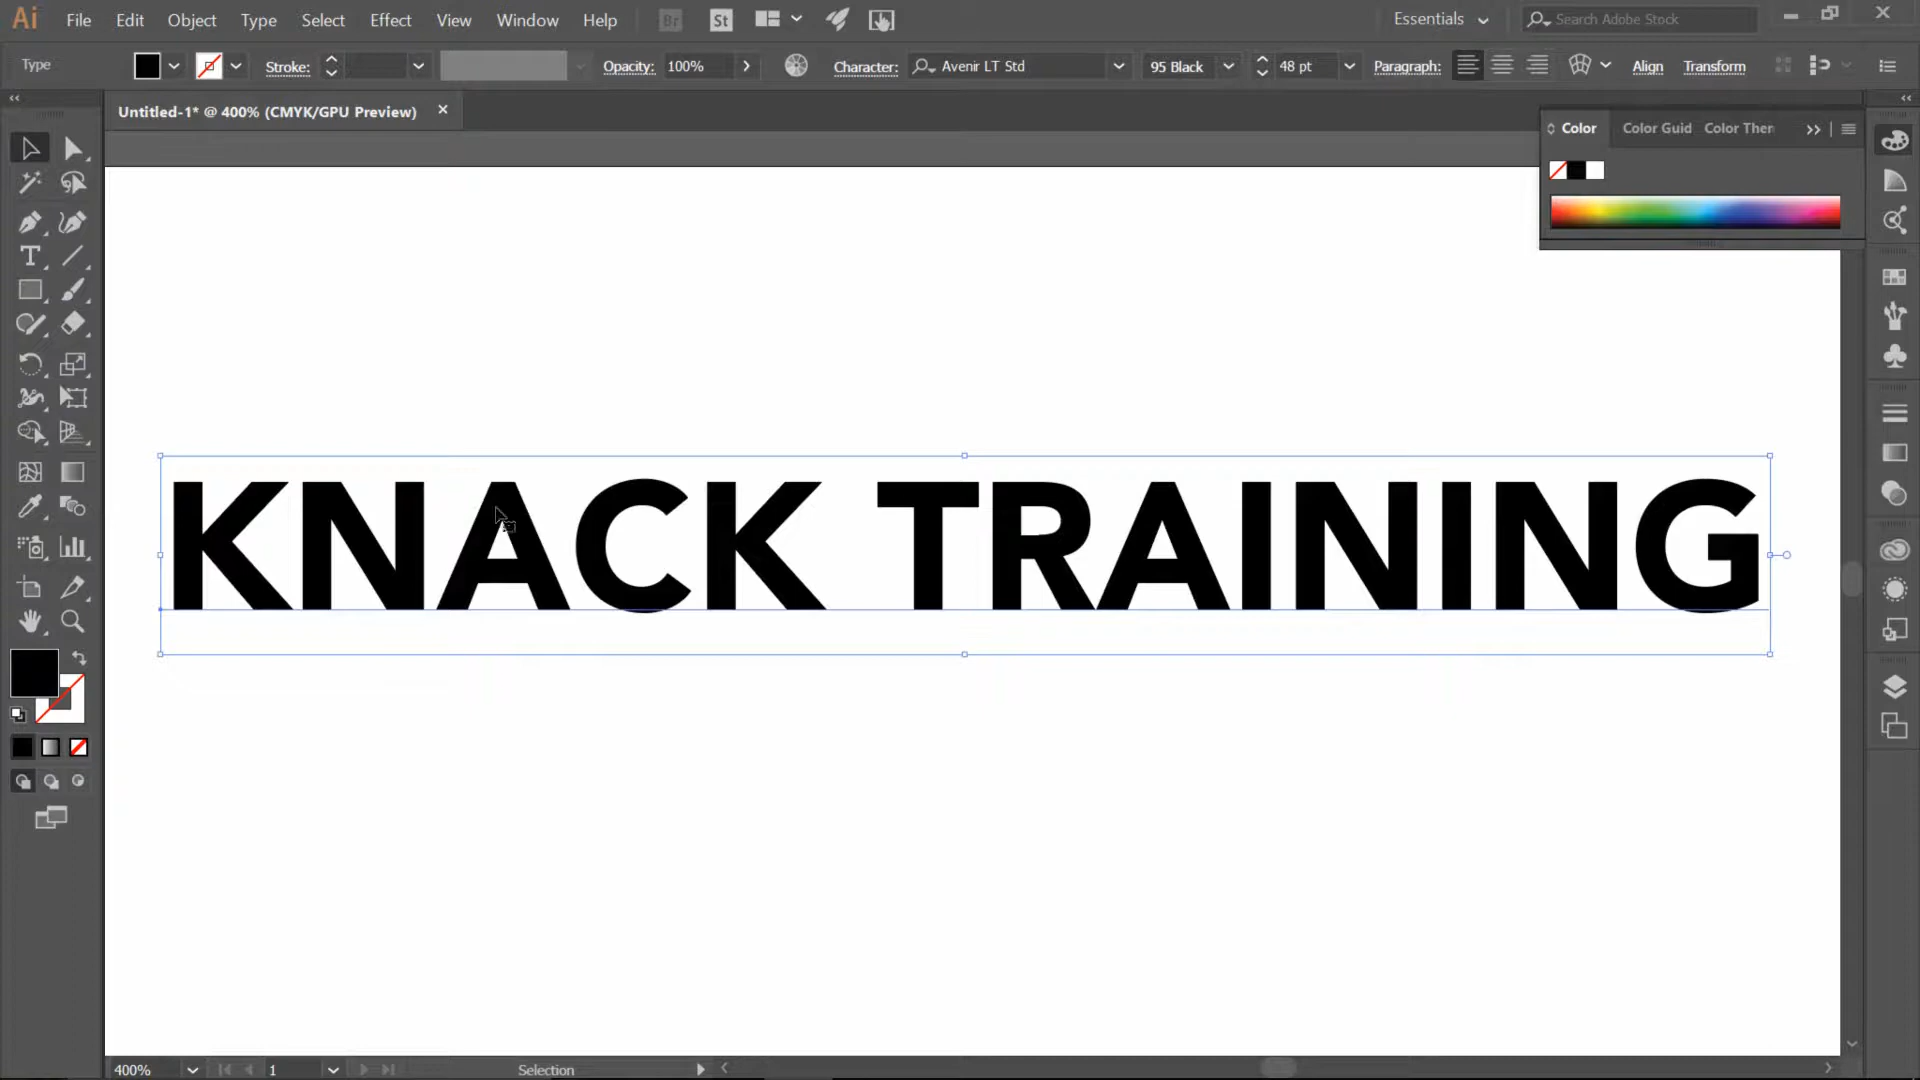 Ai File Edit Object Type Select Effect View Window Help Br St Essentials Search Adobe Stock
Type Stroke: Opacity: 100% Character: Avenir LT Std 95 Black 48 pt Paragraph: Align Transform
Untitled-1* @ 400% (CMYK/GPU Preview)
Color Color Guid Color Then
KNACK TRAINING
400% 1 Selection